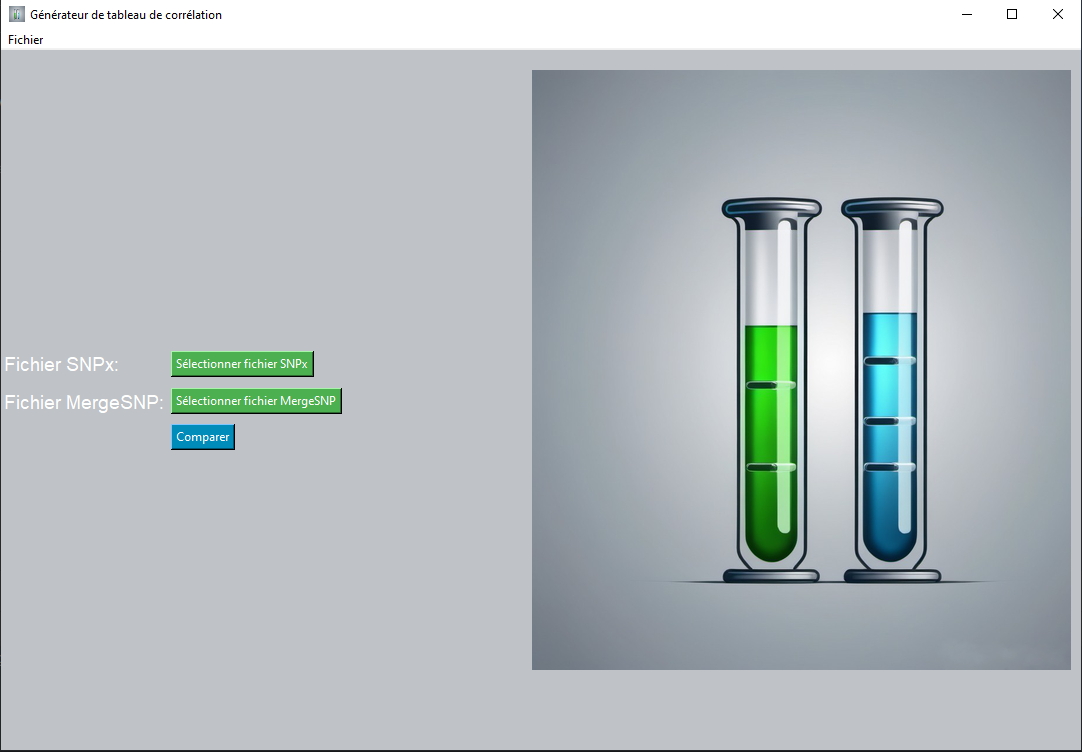 Générateur de tableau de corrélation
Fichier
Fichier SNPx: Sélectionner fichier SNPx
Fichier MergeSNP: Sélectionner fichier MergeSNP
Comparer